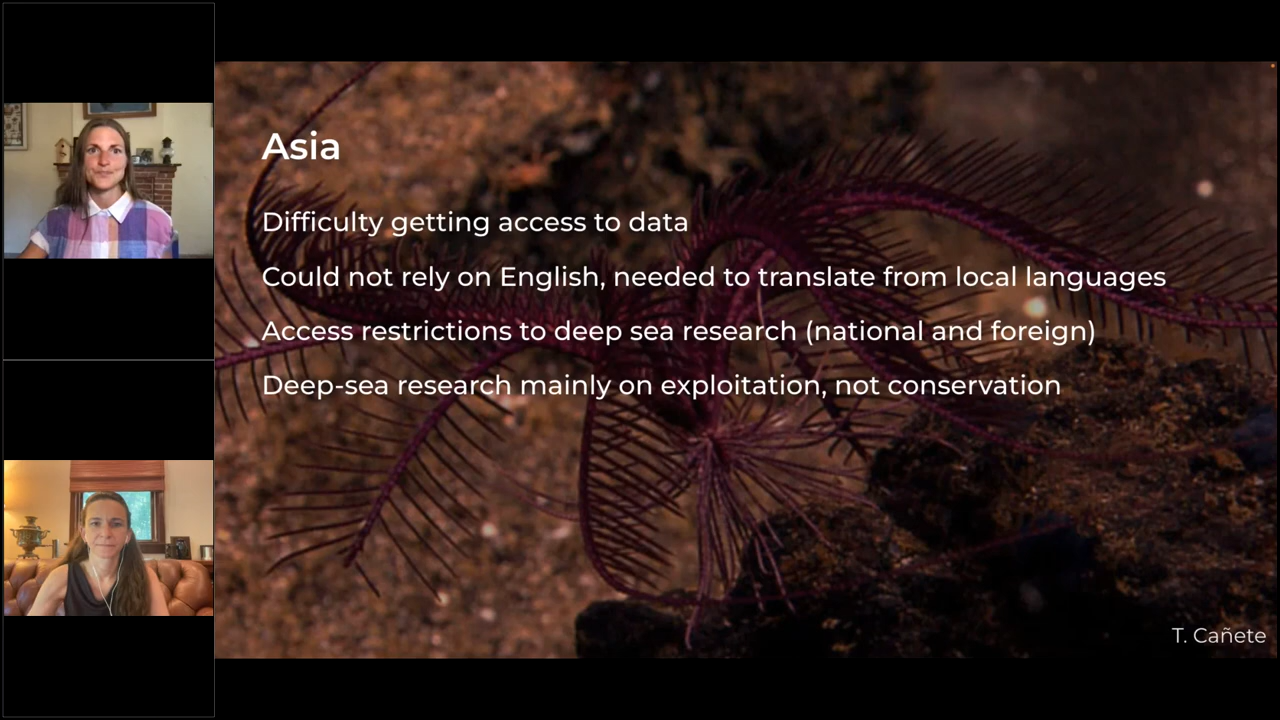 Asia
Difficulty getting access to data
Could not rely on English, needed to translate from local languages
Access restrictions to deep sea research (national and foreign)
Deep-sea research mainly on exploitation, not conservation
T. Cañete